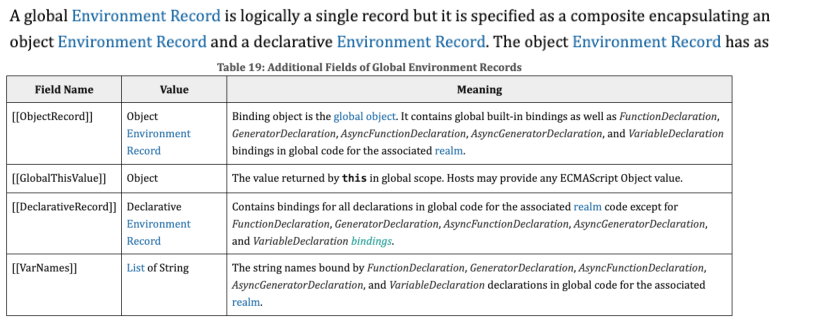 A global Environment Record is logically a single record but it is specified as a composite encapsulating an
object Environment Record and a declarative Environment Record. The object Environment Record has as
Table 19: Additional Fields of Global Environment Records
Field Name Value Meaning
[[ObjectRecord]] Object Environment Record Binding object is the global object. It contains global built-in bindings as well as FunctionDeclaration,
GeneratorDeclaration, AsyncFunctionDeclaration, AsyncGeneratorDeclaration, and VariableDeclaration
bindings in global code for the associated realm.
[[GlobalThisValue]] Object The value returned by this in global scope. Hosts may provide any ECMAScript Object value.
[[DeclarativeRecord]] Declarative Environment Record Contains bindings for all declarations in global code for the associated realm code except for
FunctionDeclaration, GeneratorDeclaration, AsyncFunctionDeclaration, AsyncGeneratorDeclaration,
and VariableDeclaration bindings.
[[VarNames]] List of String The string names bound by FunctionDeclaration, GeneratorDeclaration, AsyncFunctionDeclaration,
AsyncGeneratorDeclaration, and VariableDeclaration declarations in global code for the associated
realm.